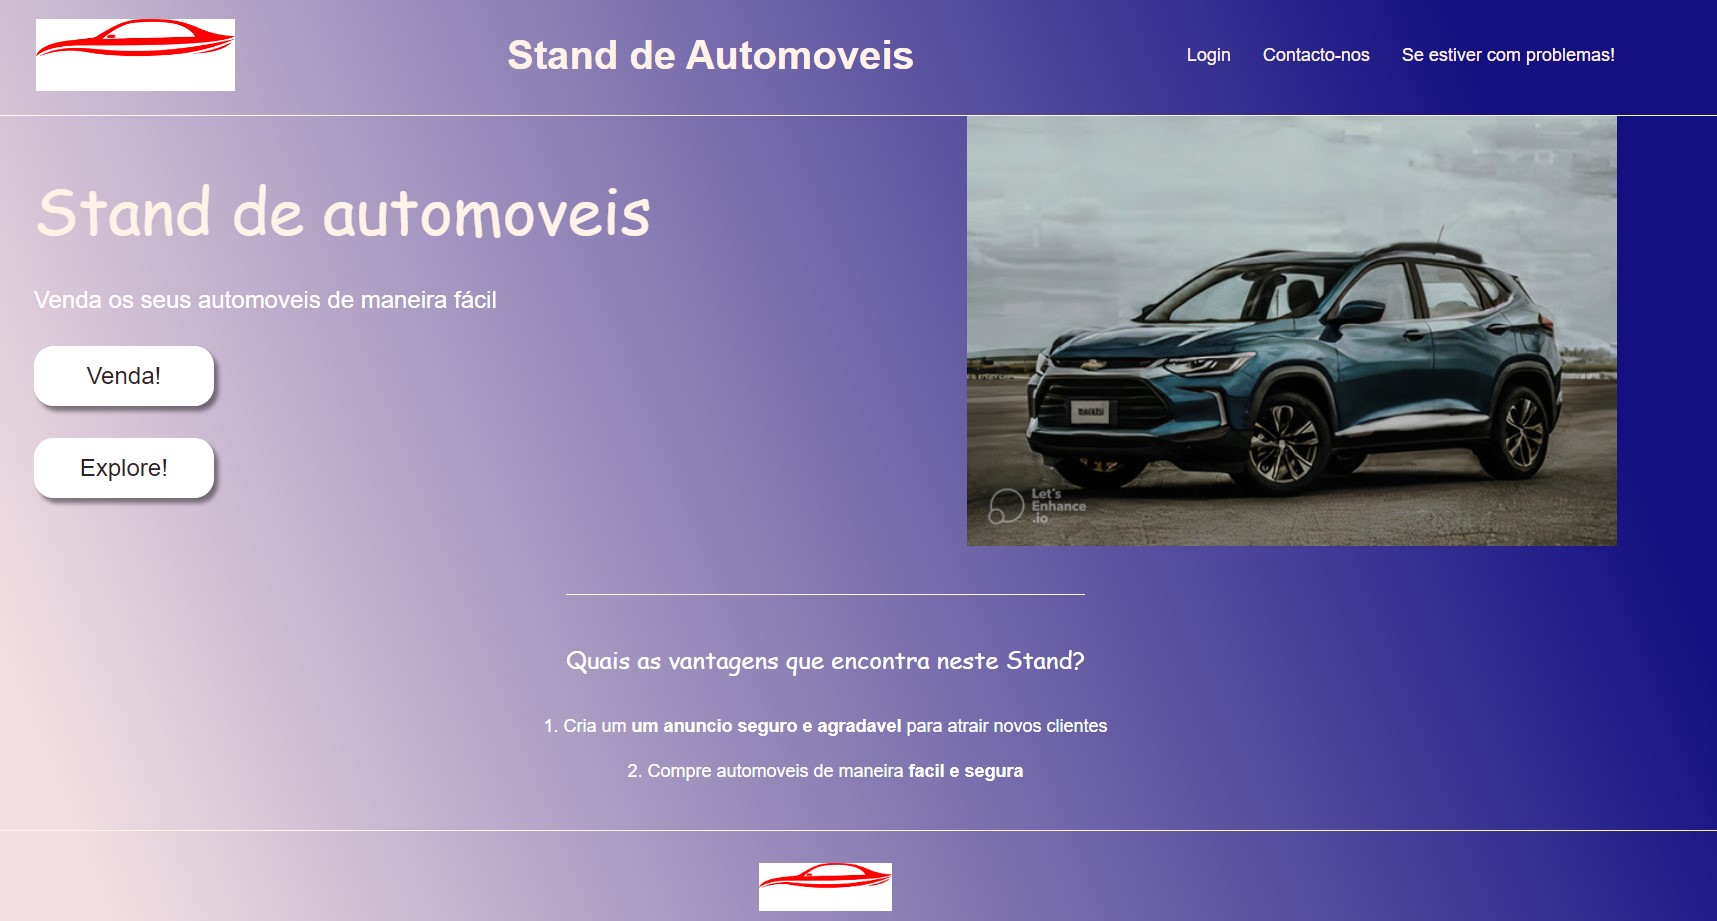 Stand de Automoveis
Login
Contacto-nos
Se estiver com problemas!
Stand de automoveis
Venda os seus automoveis de maneira fácil
Venda!
Explore!
Let's
Enhance
.io
Quais as vantagens que encontra neste Stand?
1. Cria um um anuncio seguro e agradavel para atrair novos clientes
2. Compre automoveis de maneira facil e segura